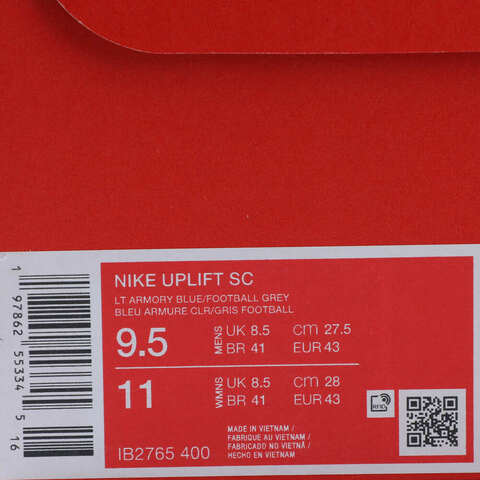 NIKE UPLIFT SC
LT ARMORY BLUE/FOOTBALL GREY
BLEU ARMURE CLR/GRIS FOOTBALL
9.5 MENS UK 8.5 CM 27.5
BR 41 EUR 43
11 WMNS UK 8.5 CM 28
BR 41 EUR 43
IB2765 400
MADE IN VIETNAM /
FABRIQUE AU VIETNAM /
FABRICADO NO VIETNÃ /
HECHO EN VIETNAM
RFID
1 97862 55334 5 16